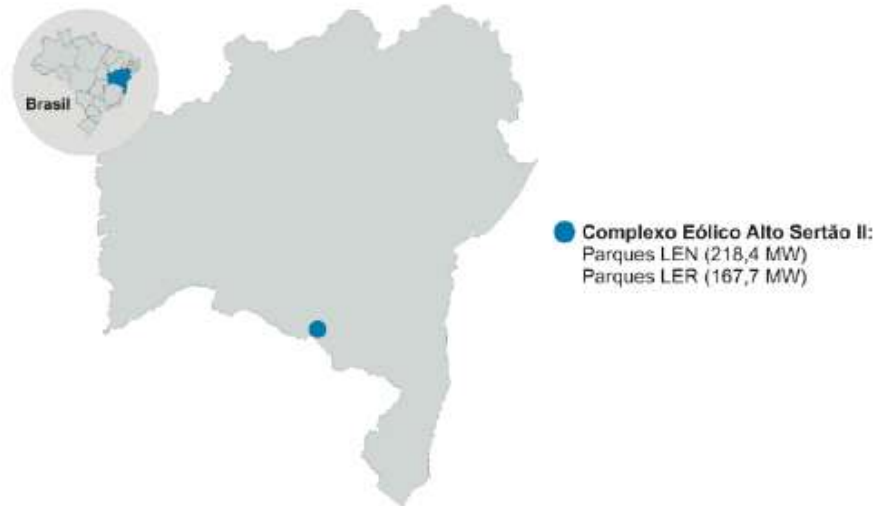 Brasil
Complexo Eólico Alto Sertão II:
Parques LEN (218,4 MW)
Parques LER (167,7 MW)